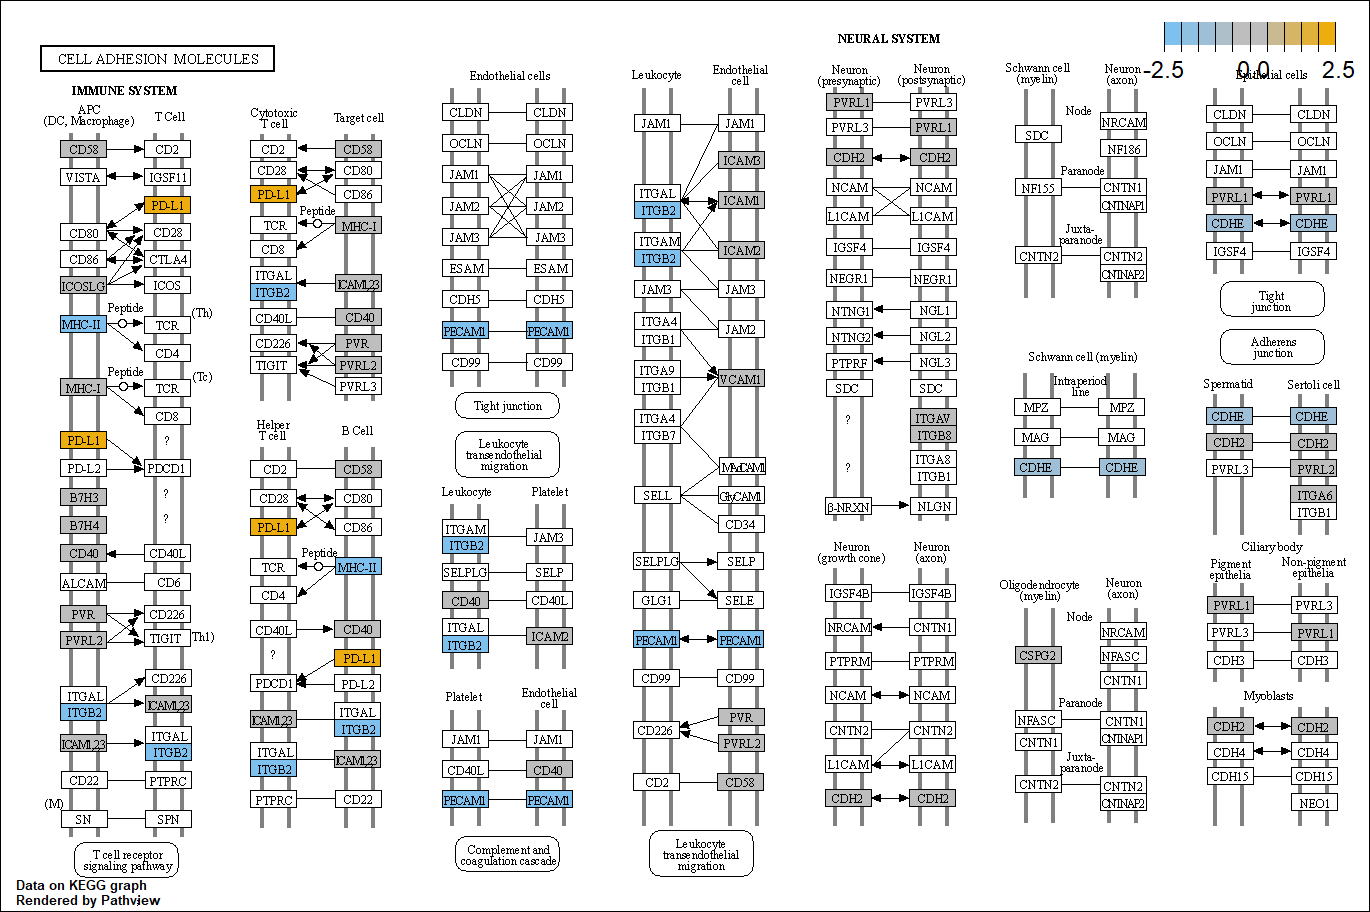 CELL ADHESION MOLECULES
-2.5 0.0 2.5
IMMUNE SYSTEM
APC
(DC, Macrophage)
T Cell
CD58 CD2
VISTA IGSF11
PD-L1
CD80 CD28
CD86 CTLA4
ICOSLG ICOS
Peptide
MHC-II TCR (Th)
CD4
Peptide
MHC-I TCR (Tc)
CD8
PD-L1 ?
PD-L2 PDCD1
B7H3 ?
B7H4 ?
CD40 CD40L
ALCAM CD6
PVR CD226
PVRL2 TIGIT Th1)
CD226
ITGAL
ITGB2 ICAM1,23
ICAM1,23 ITGAL
ITGB2
CD22 PTPRC
(M)
SN SPN
T cell receptor
signaling pathway
Data on KEGG graph
Rendered by Pathview
Cytotoxic
T cell
Target cell
CD2 CD58
CD28 CD80
PD-L1 CD86
Peptide
TCR MHC-I
CD8
ITGAL
ITGB2 ICAM1,23
CD40L CD40
CD226 PVR
TIGIT PVRL2
PVRL3
Helper
T cell
B Cell
CD2 CD58
CD28 CD80
PD-L1 CD86
Peptide
TCR MHC-II
CD4
CD40L CD40
? PD-L1
PDCD1 PD-L2
ICAM1,23 ITGAL
ITGB2
ITGAL
ITGB2 ICAM1,23
PTPRC CD22
Endothelial cells
CLDN CLDN
OCLN OCLN
JAM1 JAM1
JAM2 JAM2
JAM3 JAM3
ESAM ESAM
CDH5 CDH5
PECAM1 PECAM1
CD99 CD99
Tight junction
Leukocyte
transendothelial
migration
Leukocyte Platelet
ITGAM
ITGB2 JAM3
SELPLG SELP
CD40 CD40L
ITGAL
ITGB2 ICAM2
Platelet
Endothelial
cell
JAM1 JAM1
CD40L CD40
PECAM1 PECAM1
Complement and
coagulation cascade
Leukocyte
Endothelial
cell
JAM1 JAM1
ICAM3
ITGAL
ITGB2 ICAM1
ITGAM
ITGB2 ICAM2
JAM3 JAM3
ITGA4
ITGB1 JAM2
ITGA9
ITGB1 VCAM1
ITGA4
ITGB7
MAdCAM1
SELL GlyCAM1
CD34
SELPLG SELP
GLG1 SELE
PECAM1 PECAM1
CD99 CD99
PVR
CD226
PVRL2
CD2 CD58
Leukocyte
transendothelial
migration
NEURAL SYSTEM
Neuron
(presynaptic)
Neuron
(postsynaptic)
PVRL1 PVRL3
PVRL3 PVRL1
CDH2 CDH2
NCAM NCAM
L1CAM L1CAM
IGSF4 IGSF4
NEGR1 NEGR1
NTNG1 NGL1
NTNG2 NGL2
PTPRF NGL3
SDC SDC
? ITGAV
ITGB8
? ITGA8
ITGB1
β-NRXN NLGN
Neuron
(growth cone)
Neuron
(axon)
IGSF4B IGSF4B
NRCAM CNTN1
PTPRM PTPRM
NCAM NCAM
CNTN2 CNTN2
L1CAM L1CAM
CDH2 CDH2
Schwann cell
(myelin)
Neuron
(axon)
Node
SDC NRCAM
NF186
Paranode
NF155 CNTN1
CNTNAP1
Juxta-
paranode
CNTN2 CNTN2
CNTNAP2
Schwann cell (myelin)
Intraperiod
line
MPZ MPZ
MAG MAG
CDHE CDHE
Oligodendrocyte
(myelin)
Neuron
(axon)
Node
NRCAM
CSPG2 NFASC
CNTN1
Paranode
NFASC CNTN1
CNTN1 CNTNAP1
Juxta-
paranode
CNTN2 CNTN2
CNTNAP2
Epithelial cells
CLDN CLDN
OCLN OCLN
JAM1 JAM1
PVRL1 PVRL1
CDHE CDHE
IGSF4 IGSF4
Tight
junction
Adherens
junction
Spermatid Sertoli cell
CDHE CDHE
CDH2 CDH2
PVRL3 PVRL2
ITGA6
ITGB1
Ciliary body
Pigment
epithelia
Non-pigment
epithelia
PVRL1 PVRL3
PVRL3 PVRL1
CDH3 CDH3
Myoblasts
CDH2 CDH2
CDH4 CDH4
CDH15 CDH15
NEO1